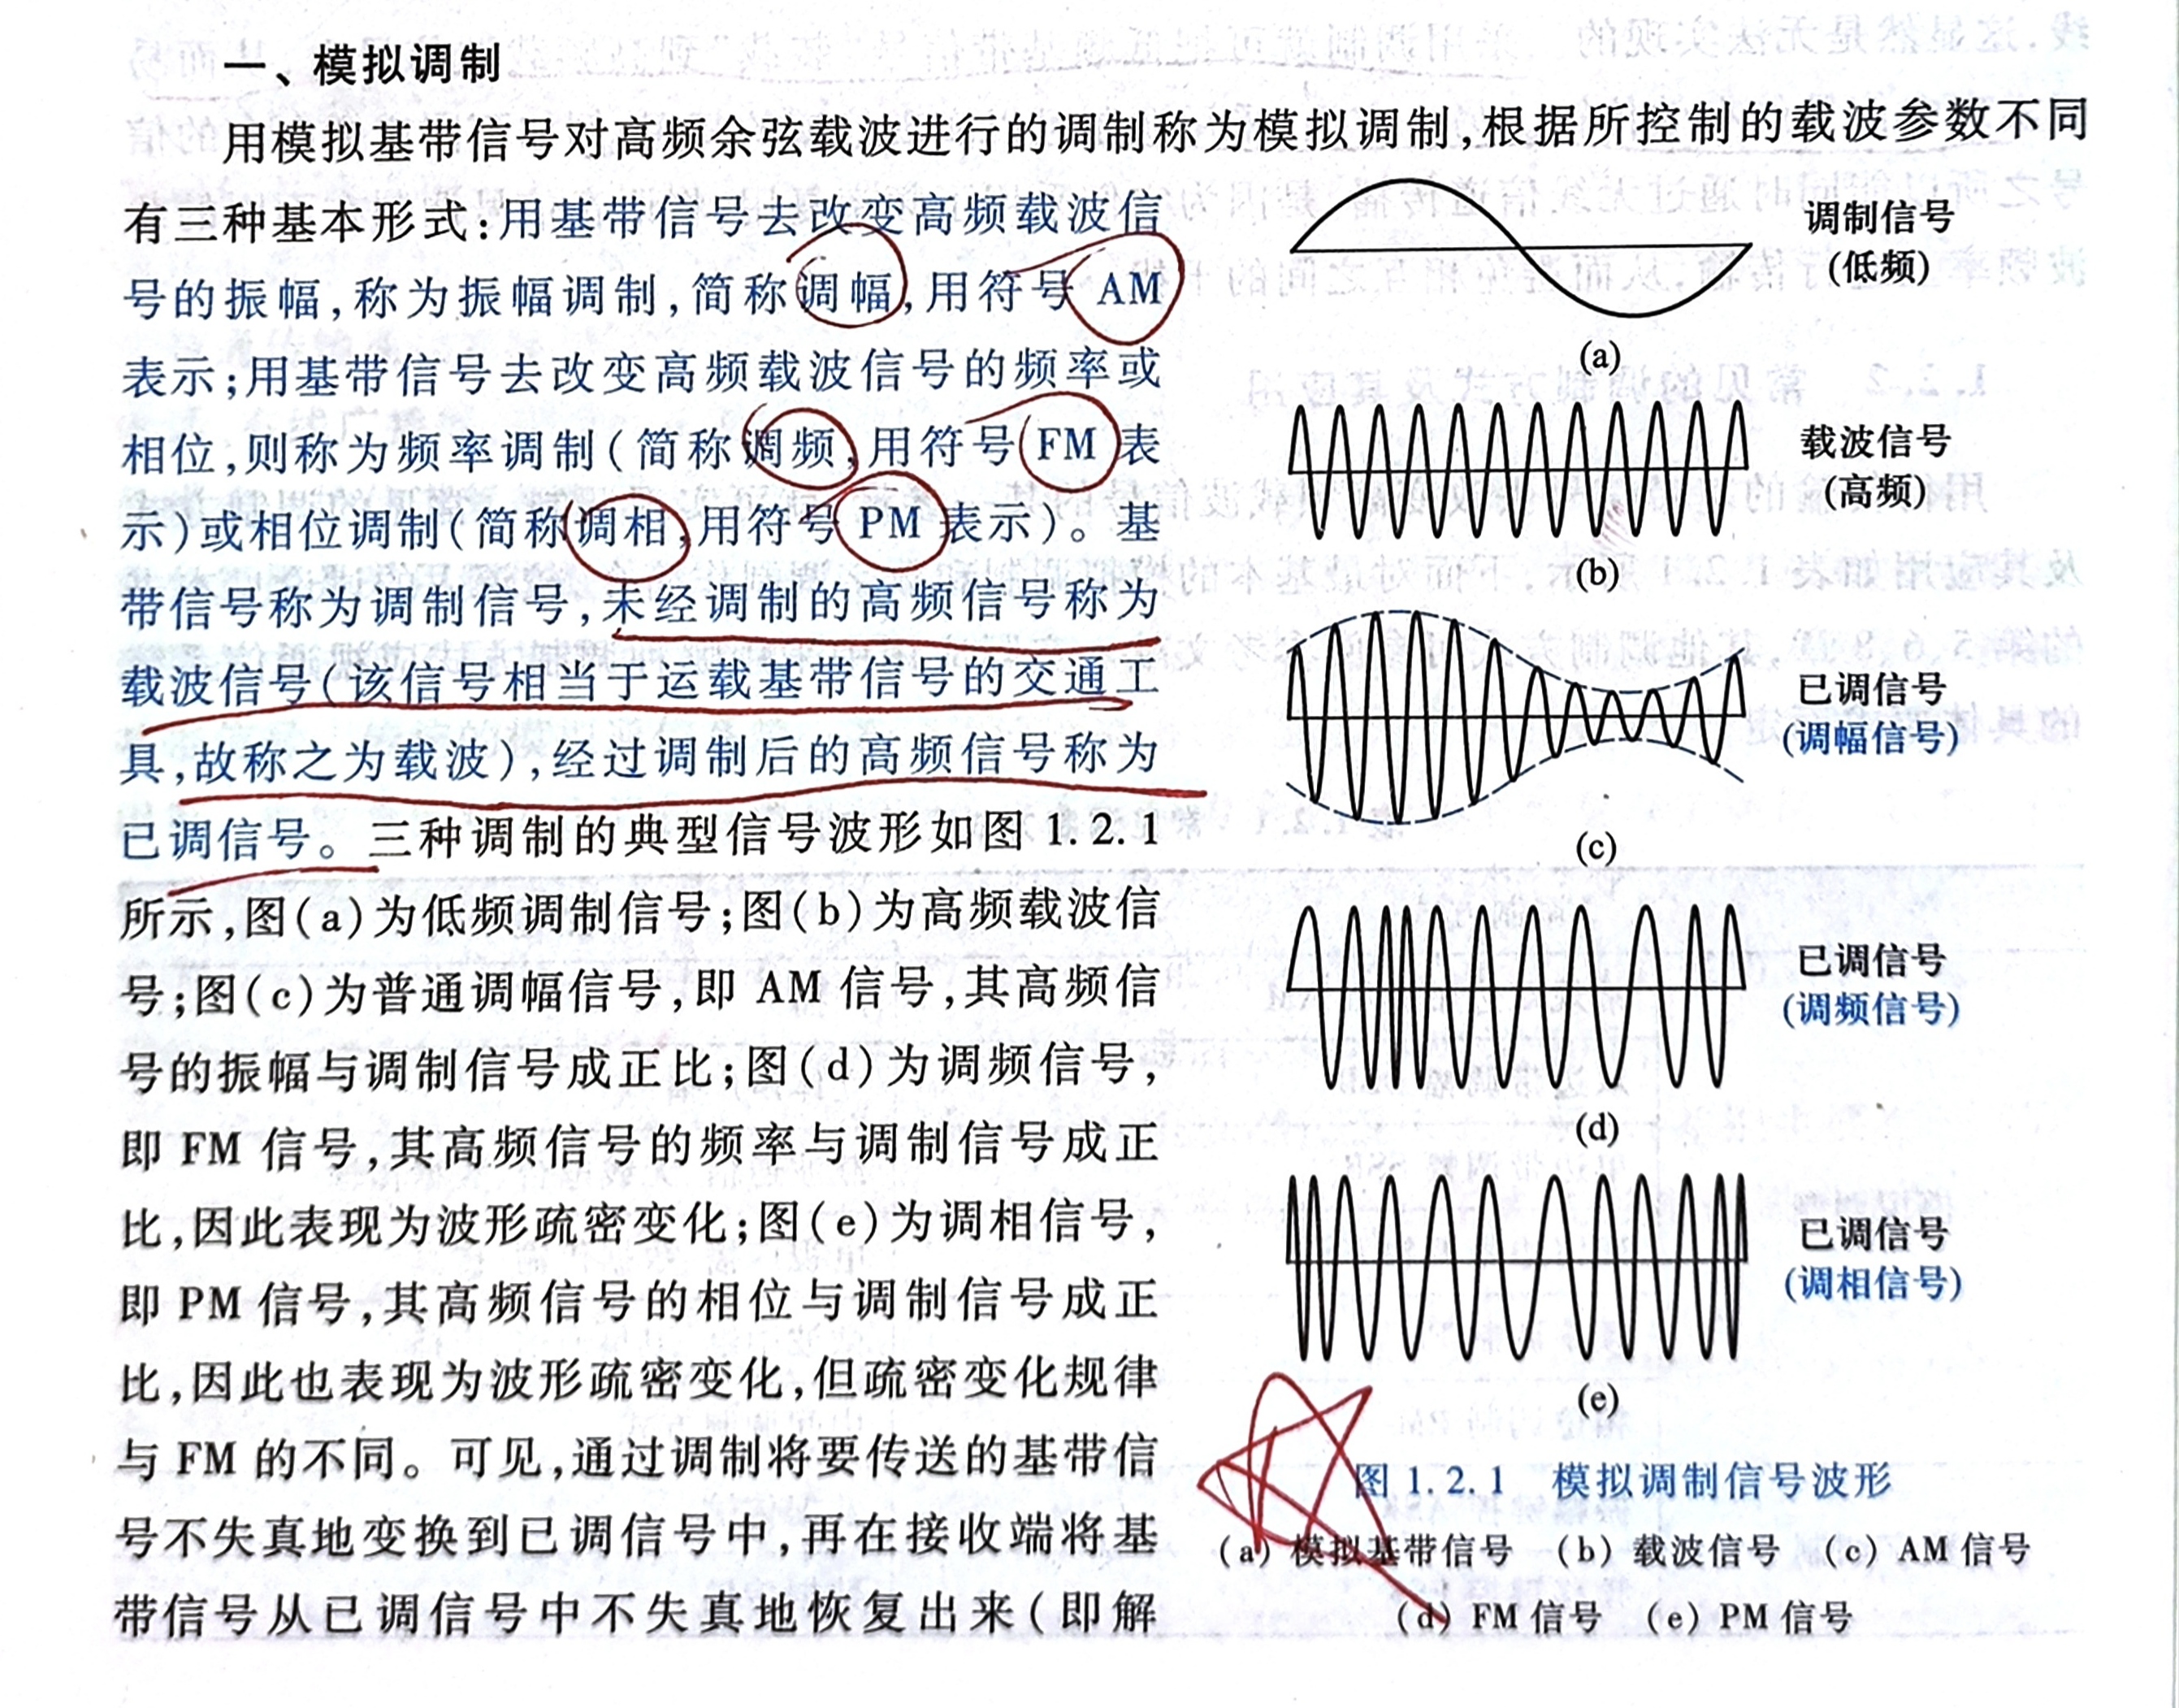 一、模拟调制
用模拟基带信号对高频余弦载波进行的调制称为模拟调制,根据所控制的载波参数不同
有三种基本形式:用基带信号去改变高频载波信
号的振幅,称为振幅调制,简称调幅,用符号 AM
表示;用基带信号去改变高频载波信号的频率或
相位,则称为频率调制(简称调频,用符号 FM 表
示)或相位调制(简称调相,用符号 PM 表示)。基
带信号称为调制信号,未经调制的高频信号称为
载波信号(该信号相当于运载基带信号的交通工
具,故称之为载波),经过调制后的高频信号称为
已调信号。三种调制的典型信号波形如图 1.2.1
所示,图(a)为低频调制信号;图(b)为高频载波信
号;图(c)为普通调幅信号,即 AM 信号,其高频信
号的振幅与调制信号成正比;图(d)为调频信号,
即 FM 信号,其高频信号的频率与调制信号成正
比,因此表现为波形疏密变化;图(e)为调相信号,
即 PM 信号,其高频信号的相位与调制信号成正
比,因此也表现为波形疏密变化,但疏密变化规律
与 FM 的不同。可见,通过调制将要传送的基带信
号不失真地变换到已调信号中,再在接收端将基
带信号从已调信号中不失真地恢复出来(即解
调制信号
(低频)
(a)
载波信号
(高频)
(b)
已调信号
(调幅信号)
(c)
已调信号
(调频信号)
(d)
已调信号
(调相信号)
(e)
图 1.2.1 模拟调制信号波形
(a) 模拟基带信号 (b) 载波信号 (c) AM 信号
(d) FM 信号 (e) PM 信号